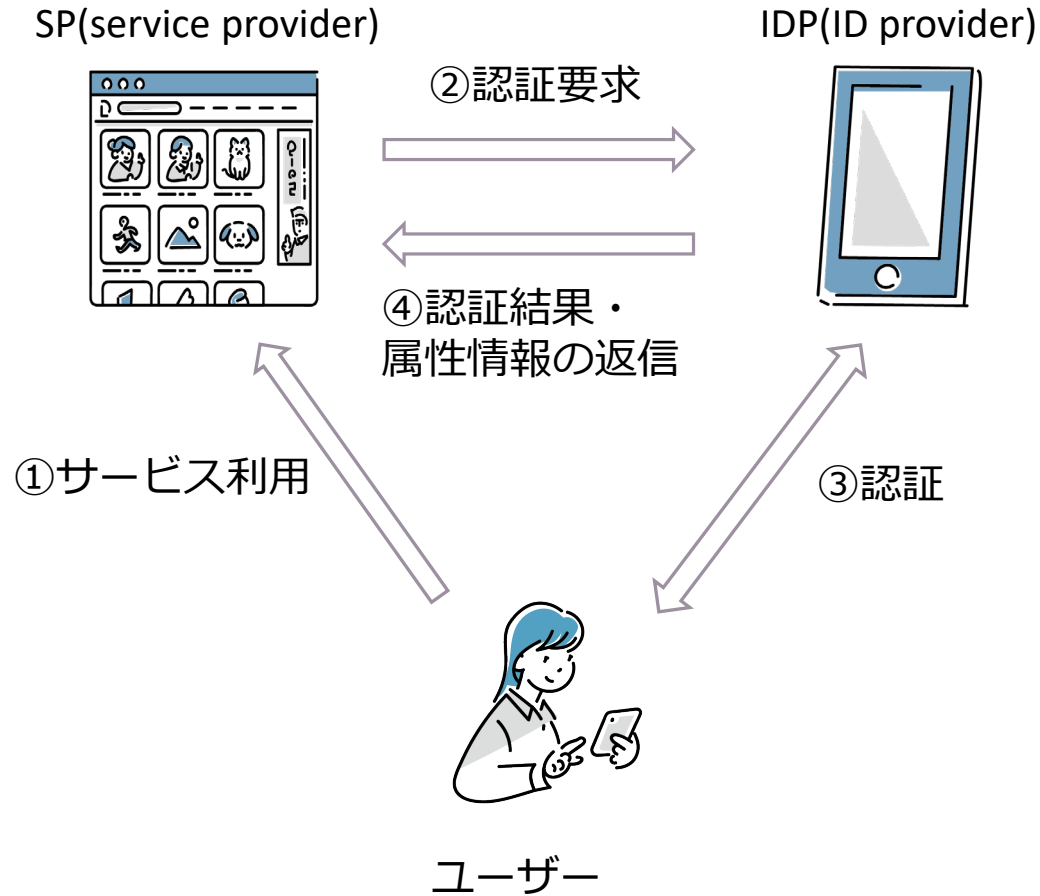 SP(service provider)
IDP(ID provider)
②認証要求
④認証結果・
属性情報の返信
①サービス利用
③認証
ユーザー